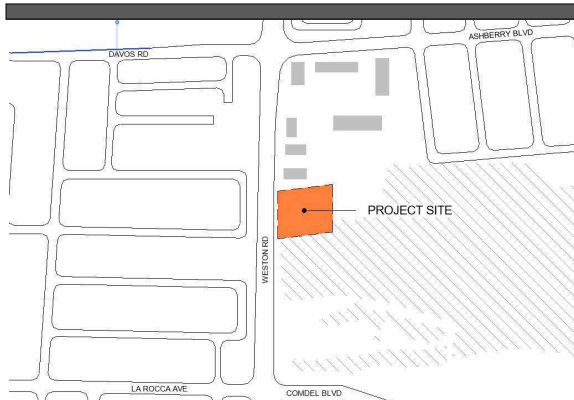 DAVOS RD
ASHBERRY BLVD
PROJECT SITE
WESTON RD
LA ROCCA AVE
COMDEL BLVD